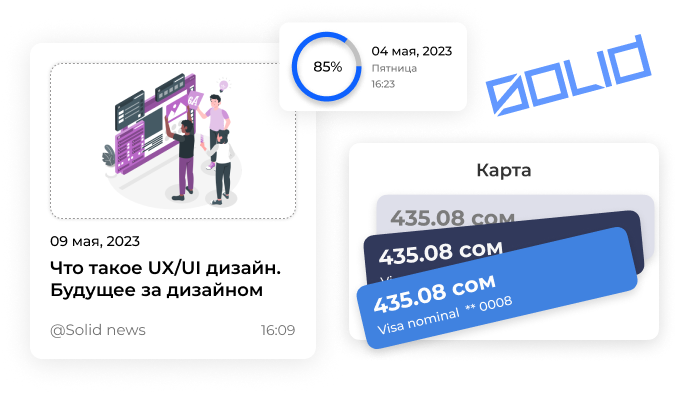 85%
04 мая, 2023
Пятница
16:23
SOLID
09 мая, 2023
Что такое UX/UI дизайн.
Будущее за дизайном
@Solid news
16:09
Карта
435.08 сом
435.08 сом
435.08 сом
Visa nominal ** 0008